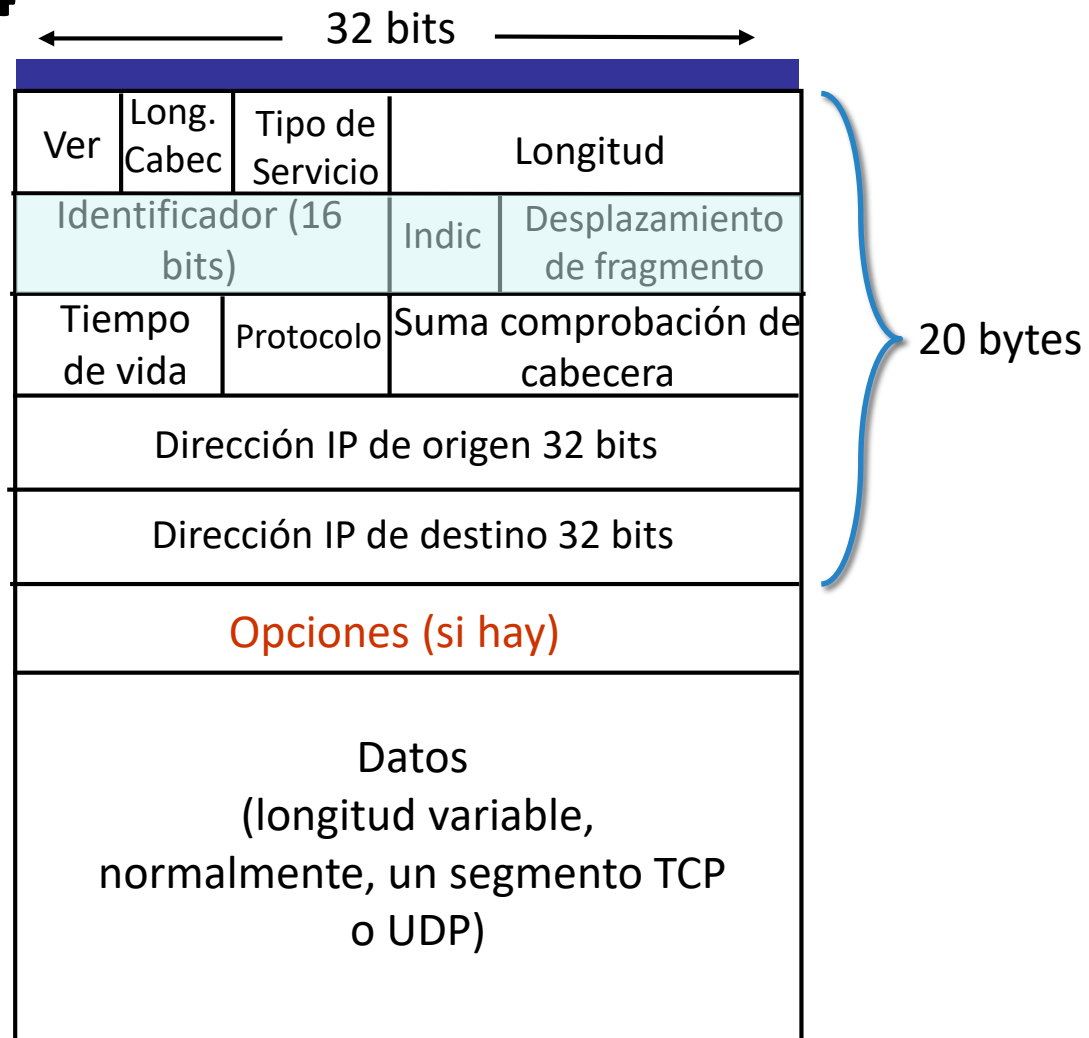 32 bits
Ver
Long.
Cabec
Tipo de
Servicio
Longitud
Identificador (16
bits)
Indic
Desplazamiento
de fragmento
Tiempo
de vida
Protocolo
Suma comprobación de
cabecera
20 bytes
Dirección IP de origen 32 bits
Dirección IP de destino 32 bits
Opciones (si hay)
Datos
(longitud variable,
normalmente, un segmento TCP
o UDP)